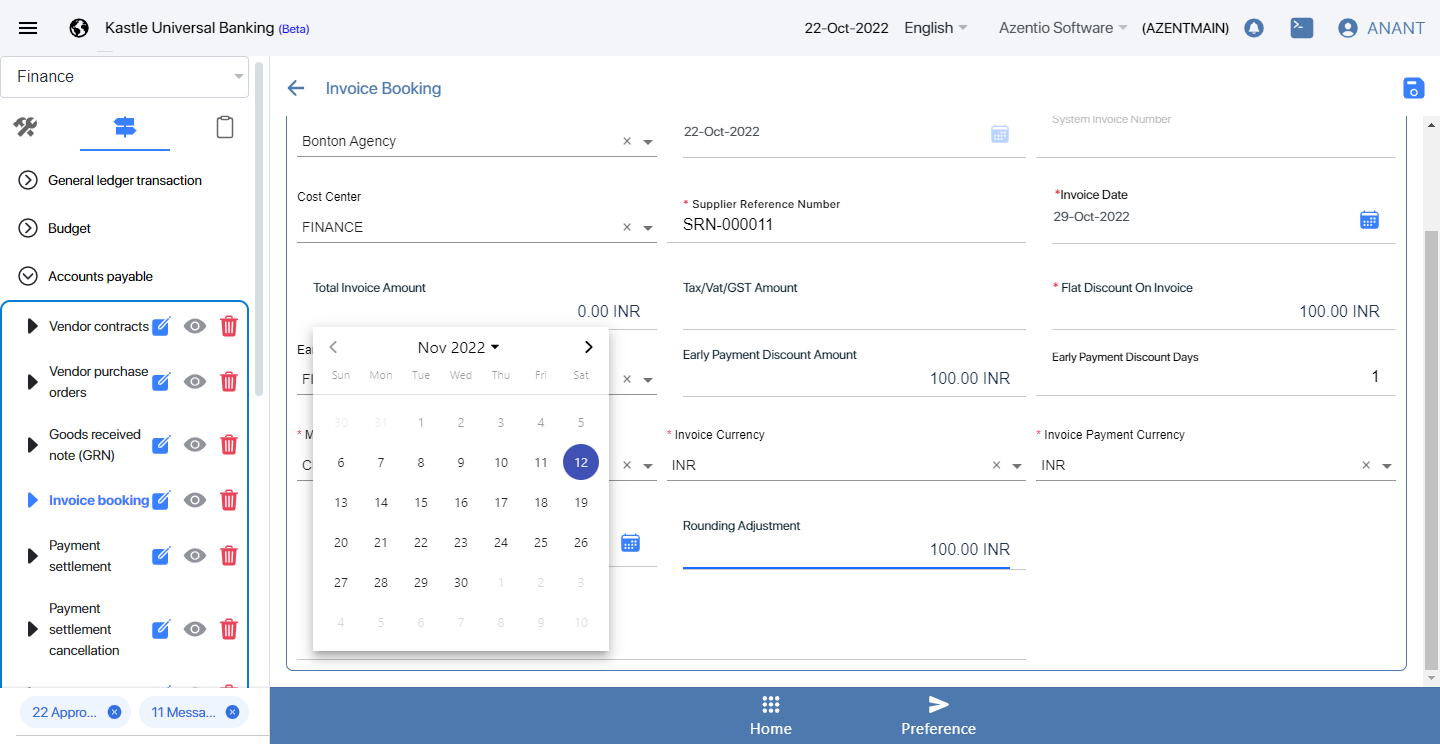 Kastle Universal Banking (Beta)
22-Oct-2022
English
Azentio Software
(AZENTMAIN)
ANANT
Finance
General ledger transaction
Budget
Accounts payable
Vendor contracts
Vendor purchase
orders
Goods received
note (GRN)
Invoice booking
Payment
settlement
Payment
settlement
cancellation
22 Appro...
11 Messa...
Invoice Booking
Bonton Agency
22-Oct-2022
System Invoice Number
Cost Center
FINANCE
* Supplier Reference Number
SRN-000011
*Invoice Date
29-Oct-2022
Total Invoice Amount
0.00 INR
Tax/Vat/GST Amount
* Flat Discount On Invoice
100.00 INR
Early Payment Discount Amount
100.00 INR
Early Payment Discount Days
1
* Invoice Currency
INR
* Invoice Payment Currency
INR
Rounding Adjustment
100.00 INR
Nov 2022
Sun Mon Tue Wed Thu Fri Sat
30 31 1 2 3 4 5
6 7 8 9 10 11 12
13 14 15 16 17 18 19
20 21 22 23 24 25 26
27 28 29 30 1 2 3
4 5 6 7 8 9 10
Home
Preference